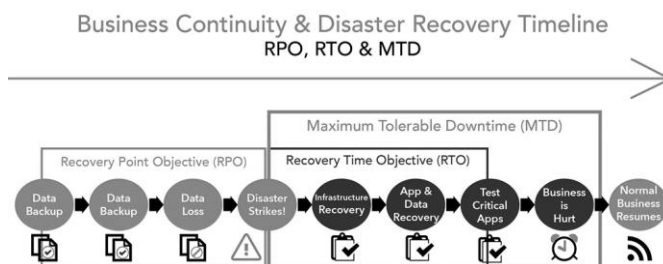 Business Continuity & Disaster Recovery Timeline
RPO, RTO & MTD
Maximum Tolerable Downtime (MTD)
Recovery Point Objective (RPO)
Recovery Time Objective (RTO)
Data
Backup
Data
Backup
Data
Loss
Disaster
Strikes!
Infrastructure
Recovery
App &
Data
Recovery
Test
Critical
Apps
Business
is
Hurt
Normal
Business
Resumes